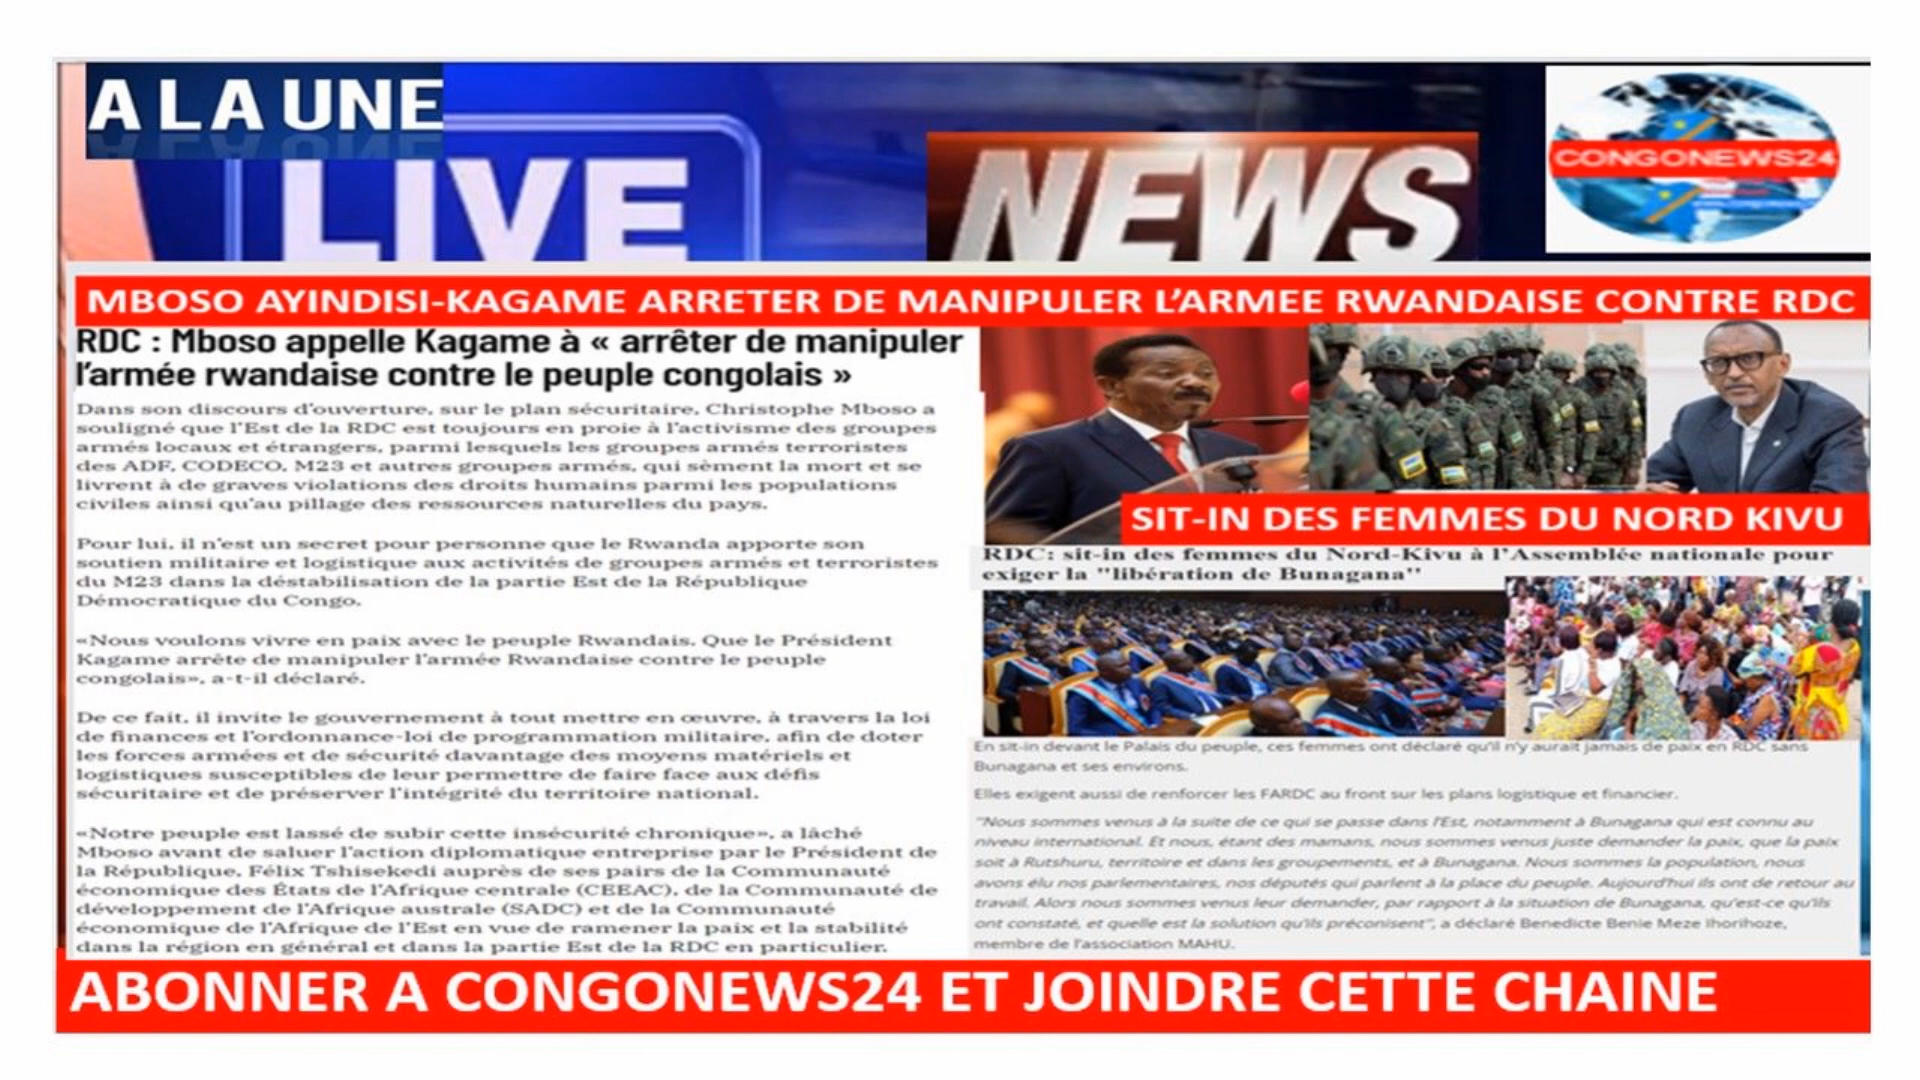 A LA UNE
LIVE
NEWS
CONGONEWS24
MBOSO AYINDISI-KAGAME ARRETER DE MANIPULER L'ARMEE RWANDAISE CONTRE RDC
RDC : Mboso appelle Kagame à « arrêter de manipuler
l'armée rwandaise contre le peuple congolais »
Dans son discours d'ouverture, sur le plan sécuritaire, Christophe Mboso a
souligné que l'Est de la RDC est toujours en proie à l'activisme des groupes
armés locaux et étrangers, parmi lesquels les groupes armés terroristes
des ADF, CODECO, M23 et autres groupes armés, qui sèment la mort et se
livrent à de graves violations des droits humains parmi les populations
civiles ainsi qu'au pillage des ressources naturelles du pays.
Pour lui, il n'est un secret pour personne que le Rwanda apporte son
soutien militaire et logistique aux activités de groupes armés et terroristes
du M23 dans la déstabilisation de la partie Est de la République
Démocratique du Congo.
«Nous voulons vivre en paix avec le peuple Rwandais. Que le Président
Kagame arrête de manipuler l'armée Rwandaise contre le peuple
congolais», a-t-il déclaré.
De ce fait, il invite le gouvernement à tout mettre en œuvre, à travers la loi
de finances et l'ordonnance-loi de programmation militaire, afin de doter
les forces armées et de sécurité davantage des moyens matériels et
logistiques susceptibles de leur permettre de faire face aux défis
sécuritaire et de préserver l'intégrité du territoire national.
«Notre peuple est lassé de subir cette insécurité chronique», a lâché
Mboso avant de saluer l'action diplomatique entreprise par le Président de
la République, Félix Tshisekedi auprès de ses pairs de la Communauté
économique des États de l'Afrique centrale (CEEAC), de la Communauté de
développement de l'Afrique australe (SADC) et de la Communauté
économique de l'Afrique de l'Est en vue de ramener la paix et la stabilité
dans la région en général et dans la partie Est de la RDC en particulier.
SIT-IN DES FEMMES DU NORD KIVU
RDC: sit-in des femmes du Nord-Kivu à l'Assemblée nationale pour
exiger la "libération de Bunagana"
En sit-in devant le Palais du peuple, ces femmes ont déclaré qu'il n'y aurait jamais de paix en RDC sans
Bunagana et ses environs.
Elles exigent aussi de renforcer les FARDC au front sur les plans logistique et financier.
"Nous sommes venus à la suite de ce qui se passe dans l'Est, notamment à Bunagana qui est connu au
niveau international. Et nous, étant des mamans, nous sommes venus juste demander la paix, que la paix
soit à Rutshuru, territoire et dans les groupements, et à Bunagana. Nous sommes la population, nous
avons élu nos parlementaires, nos députés qui parlent à la place du peuple. Aujourd'hui ils ont de retour au
travail. Alors nous sommes venus leur demander, par rapport à la situation de Bunagana, qu'est-ce qu'ils
ont constaté, et quelle est la solution qu'ils préconisent", a déclaré Benedicte Benie Meze Ihorihoze,
membre de l'association MAHU.
ABONNER A CONGONEWS24 ET JOINDRE CETTE CHAINE